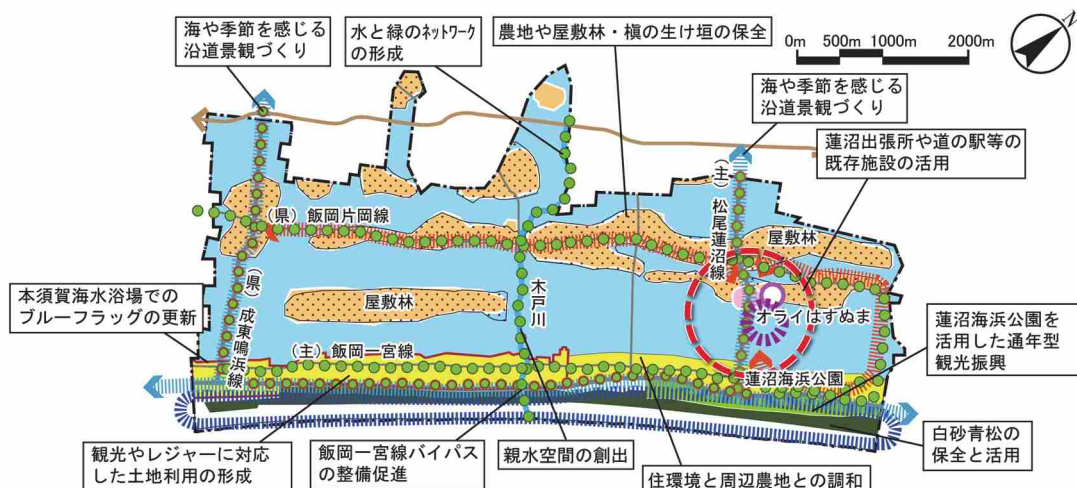 海や季節を感じる
沿道景観づくり
水と緑のネットワーク
の形成
農地や屋敷林・槇の生け垣の保全
0m 500m 1000m 2000m
N
海や季節を感じる
沿道景観づくり
蓮沼出張所や道の駅等の
既存施設の活用
(主)松尾蓮沼線
(県)飯岡片岡線
屋敷林
(県)成東鳴浜線
本須賀海水浴場での
ブルーフラッグの更新
屋敷林
木戸川
オライはすぬま
蓮沼海浜公園を
活用した通年型
観光振興
(主)飯岡一宮線
蓮沼海浜公園
観光やレジャーに対応
した土地利用の形成
飯岡一宮線バイパス
の整備促進
親水空間の創出
住環境と周辺農地との調和
白砂青松の
保全と活用